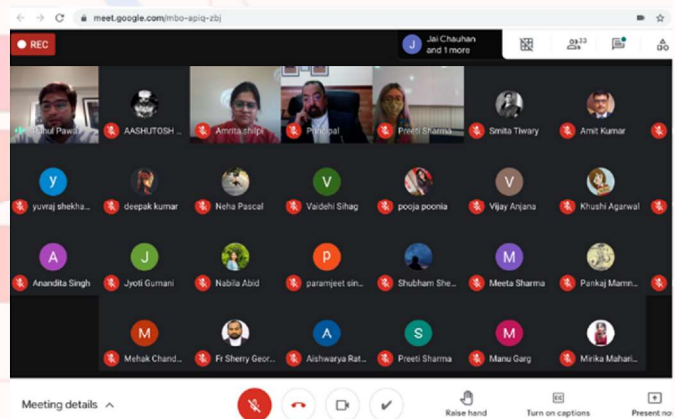 meet.google.com/mbo-apiq-zbj
REC
J
Jai Chauhan
and 1 more
33
Rahul Pawa
AASHUTOSH ...
Amrita shilpi
Principal
Preeti Sharma
Smita Tiwary
Amit Kumar
y
V
V
yuvraj shekha...
deepak kumar
Neha Pascal
Vaidehi Sihag
pooja poonia
Vijay Anjana
Khushi Agarwal
A
J
p
M
Anandita Singh
Jyoti Gumani
Nabila Abid
paramjeet sin...
Shubham She...
Meeta Sharma
Pankaj Mamn...
M
A
S
M
Mehak Chand...
Fr Sherry Geor...
Aishwarya Rat...
Preeti Sharma
Manu Garg
Mirika Mahari...
Meeting details
Raise hand
Turn on captions
Present no